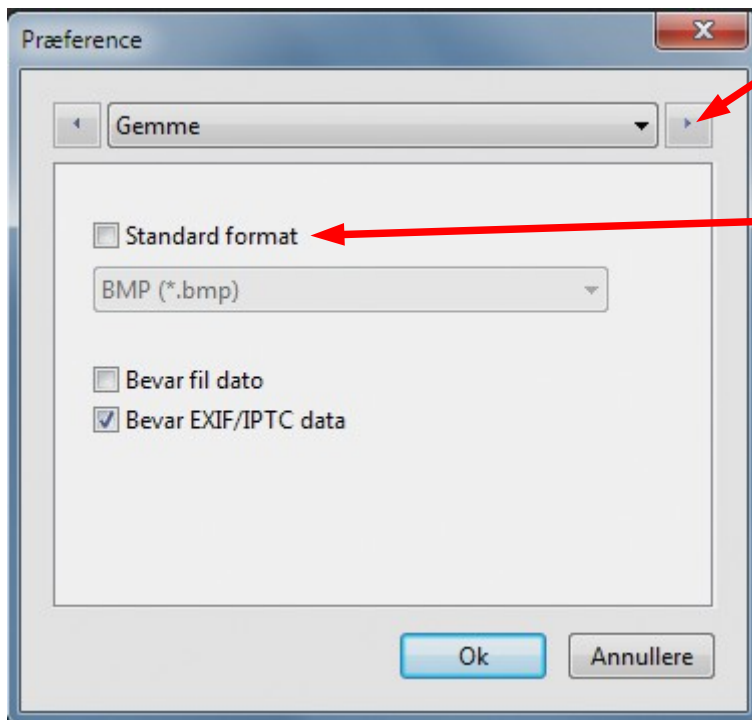 Præference
Gemme
Standard format
BMP (*.bmp)
Bevar fil dato
Bevar EXIF/IPTC data
Ok
Annullere